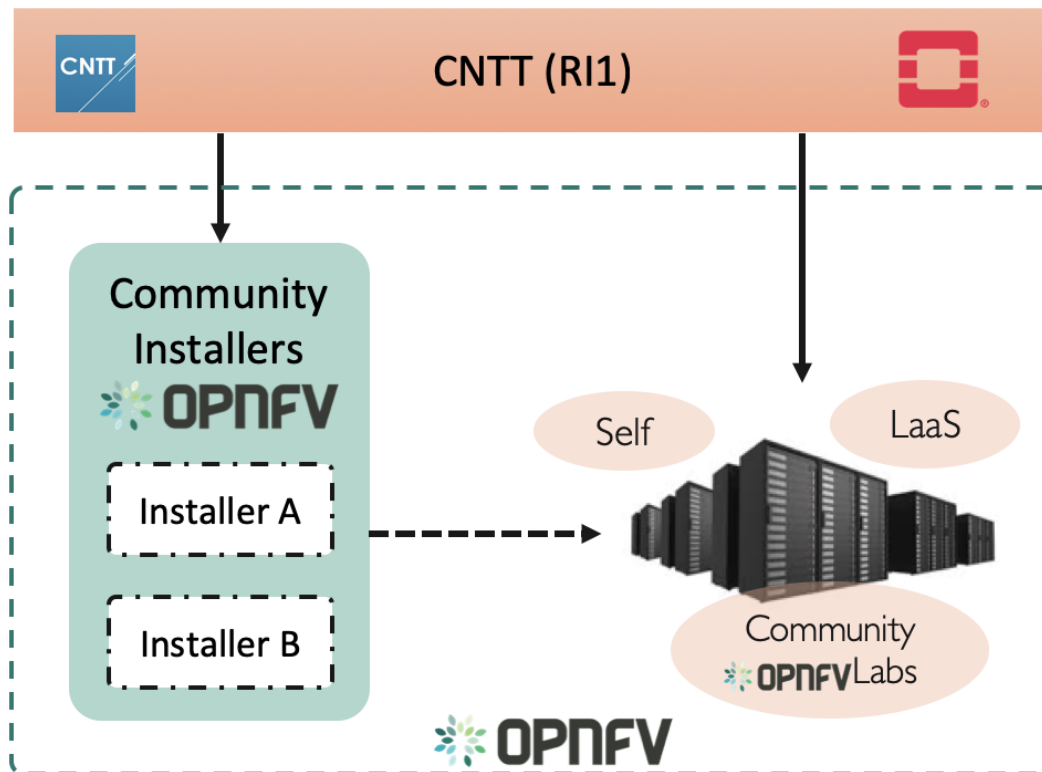 CNTT
CNTT (RI1)
Community
Installers
OPNFV
Installer A
Installer B
Self
LaaS
Community
OPNFV Labs
OPNFV